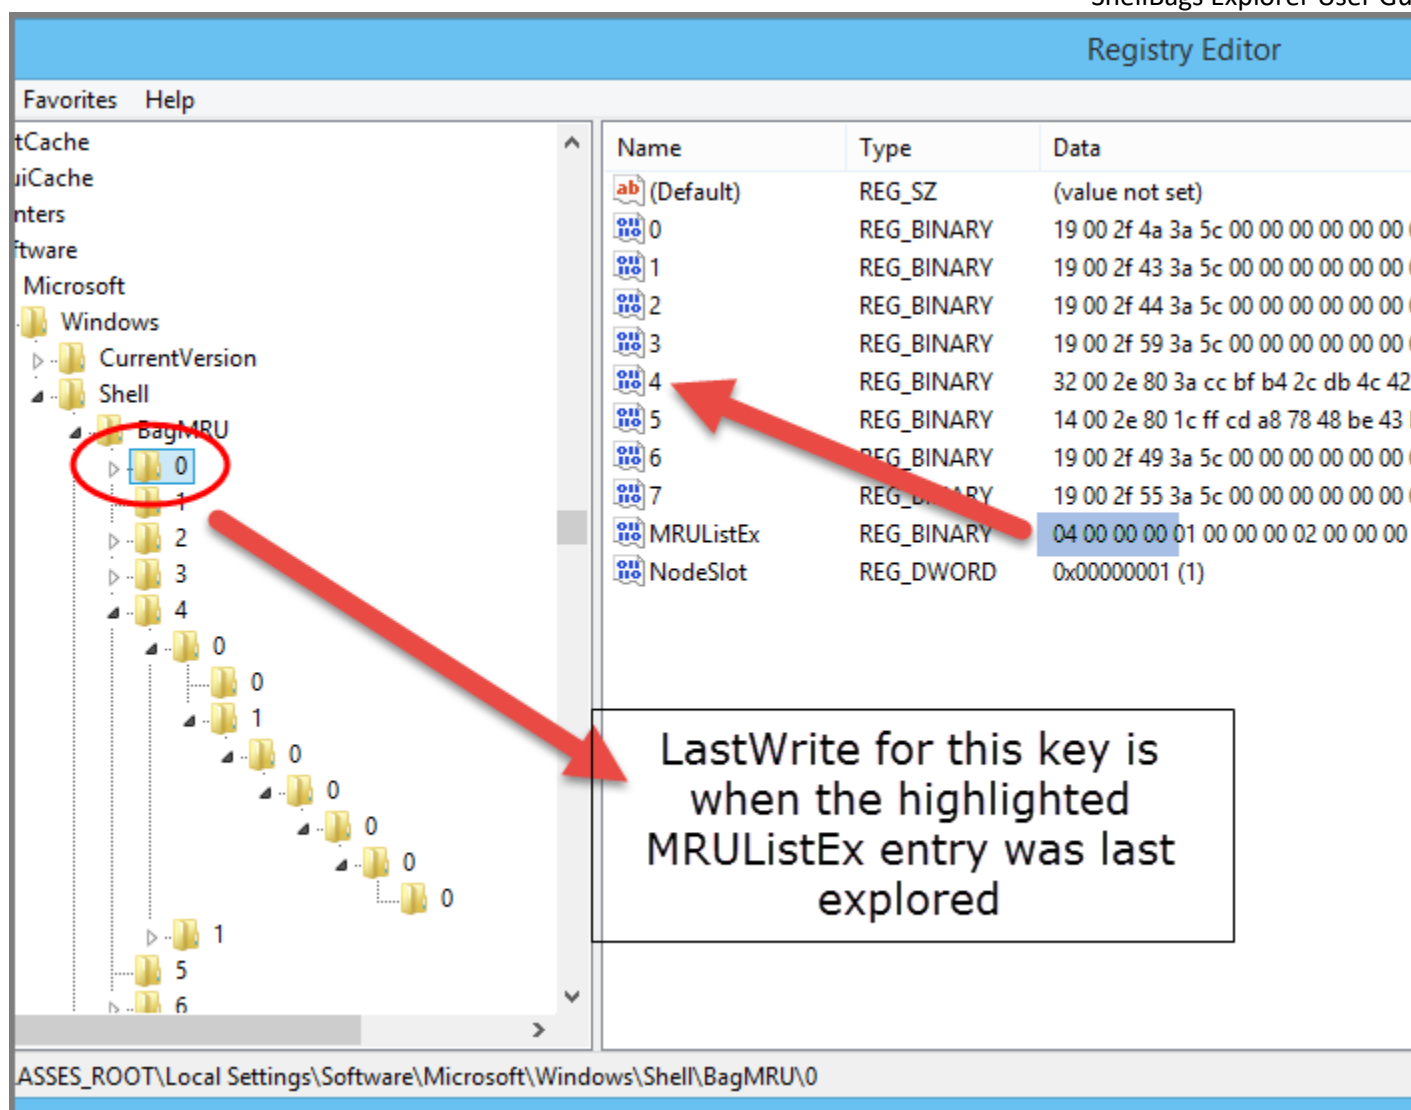 ShellBags Explorer User Gu
Registry Editor
Favorites Help
tCache
uiCache
nters
ftware
Microsoft
Windows
CurrentVersion
Shell
BagMRU
0
1
2
3
4
0
0
1
0
0
0
0
0
1
5
6
Name Type Data
(Default) REG_SZ (value not set)
0 REG_BINARY 19 00 2f 4a 3a 5c 00 00 00 00 00 00
1 REG_BINARY 19 00 2f 43 3a 5c 00 00 00 00 00 00
2 REG_BINARY 19 00 2f 44 3a 5c 00 00 00 00 00 00
3 REG_BINARY 19 00 2f 59 3a 5c 00 00 00 00 00 00
4 REG_BINARY 32 00 2e 80 3a cc bf b4 2c db 4c 42
5 REG_BINARY 14 00 2e 80 1c ff cd a8 78 48 be 43
6 REG_BINARY 19 00 2f 49 3a 5c 00 00 00 00 00 00
7 REG_BINARY 19 00 2f 55 3a 5c 00 00 00 00 00 00
MRUListEx REG_BINARY 04 00 00 00 01 00 00 00 02 00 00 00
NodeSlot REG_DWORD 0x00000001 (1)
LastWrite for this key is
when the highlighted
MRUListEx entry was last
explored
ASSES_ROOT\Local Settings\Software\Microsoft\Windows\Shell\BagMRU\0